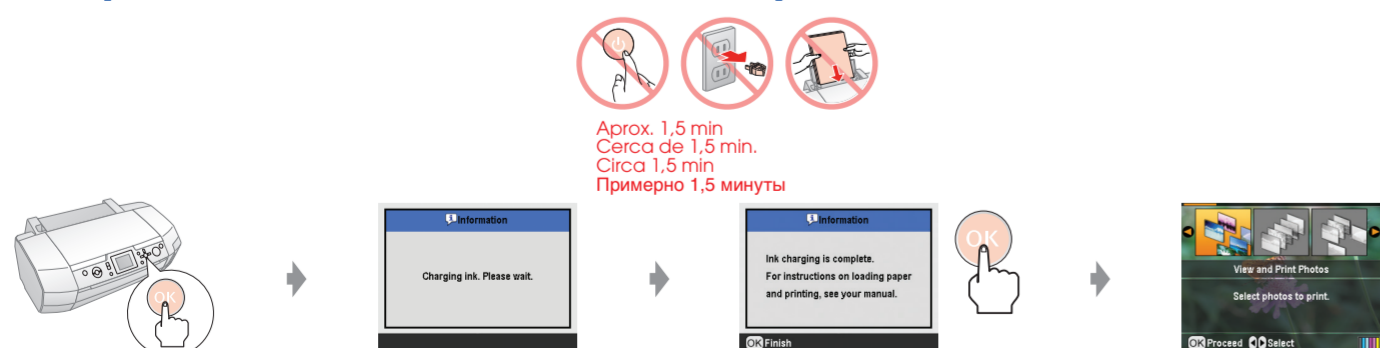 Aprox. 1,5 min
Cerca de 1,5 min.
Circa 1,5 min
Примерно 1,5 минуты
OK
Information
Charging ink. Please wait.
Information
Ink charging is complete.
For instructions on loading paper
and printing, see your manual.
OK Finish
OK
View and Print Photos
Select photos to print.
OK Proceed Select